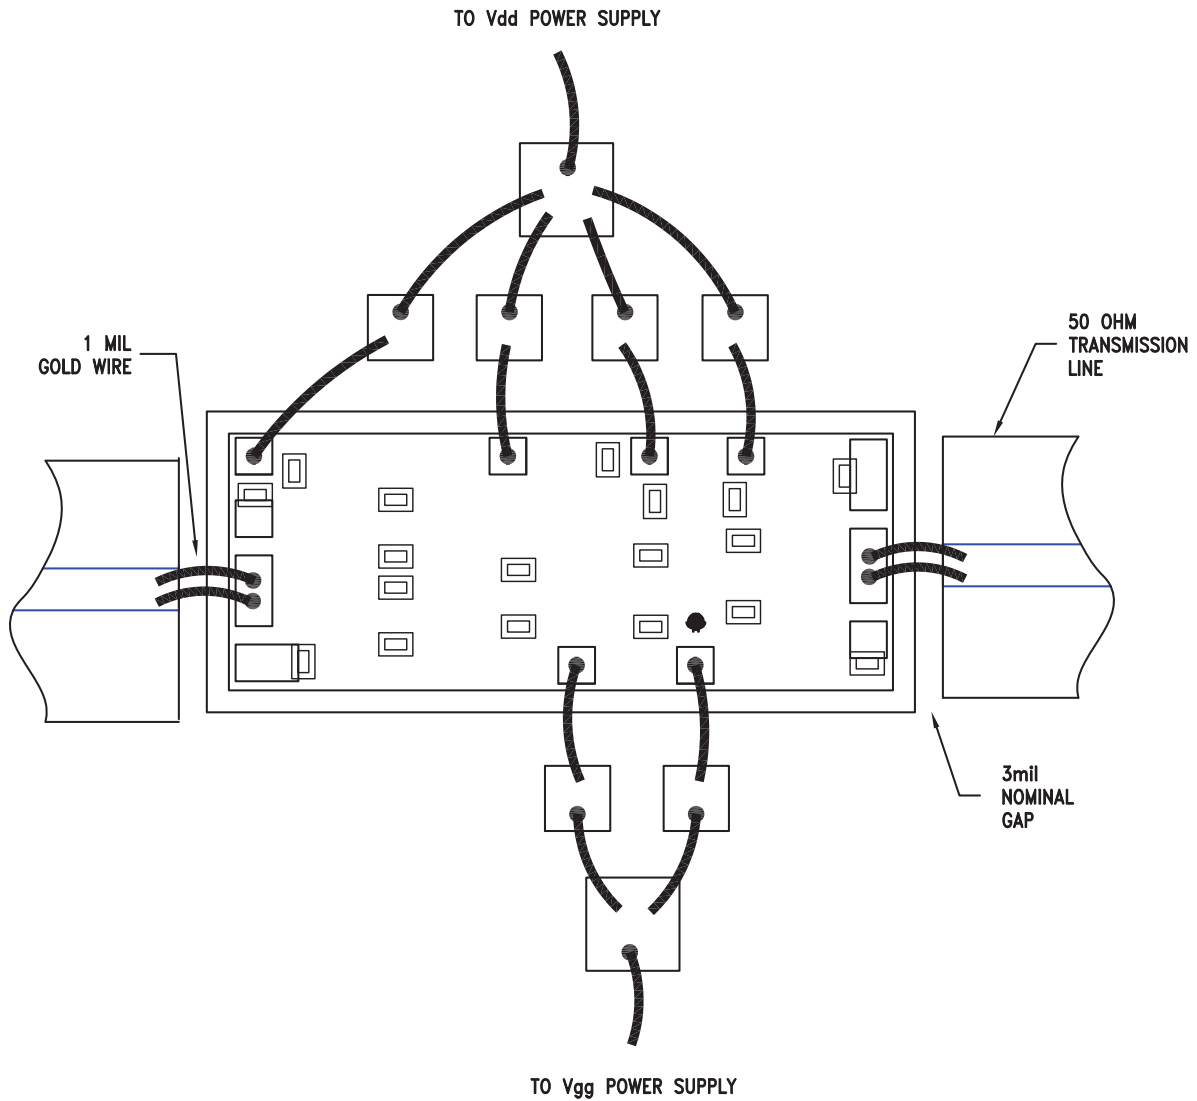 TO Vdd POWER SUPPLY
1 MIL
GOLD WIRE
50 OHM
TRANSMISSION
LINE
3mil
NOMINAL
GAP
TO Vgg POWER SUPPLY